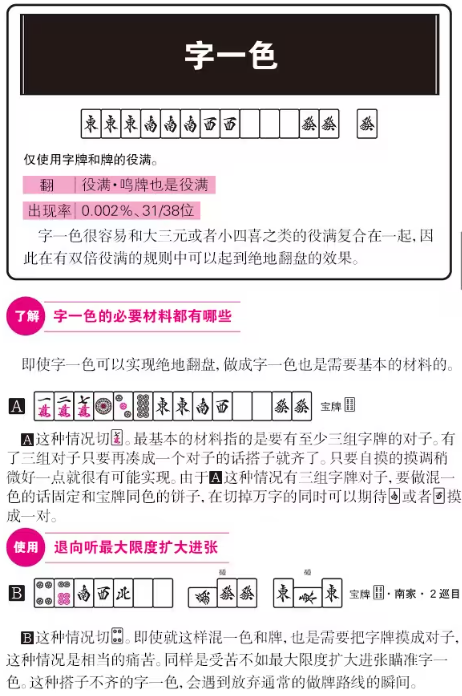 字一色
東東東南南南西西發發 發
仅使用字牌和牌的役满。
翻 役满·鸣牌也是役满
出现率 0.002%、31/38位
字一色很容易和大三元或者小四喜之类的役满复合在一起,因
此在有双倍役满的规则中可以起到绝地翻盘的效果。
了解 字一色的必要材料都有哪些
即使字一色可以实现绝地翻盘,做成字一色也是需要基本的材料的。
A 一萬二萬七萬東東南西發發 宝牌
A这种情况切。最基本的材料指的是要有至少三组字牌的对子。有
了三组对子只要再凑成一个对子的话搭子就齐了。只要自摸的摸调稍
微好一点就很有可能实现。由于A这种情况有三组字牌对子,要做混一
色的话固定和宝牌同色的饼子,在切掉万字的同时可以期待南或者西摸
成一对。
使用 退向听最大限度扩大进张
碰 碰
B 南西北 發發發 東東東 宝牌·南家·2巡目
B这种情况切。即使就这样混一色和牌,也是需要把字牌摸成对子,
这种情况是相当的痛苦。同样是受苦不如最大限度扩大进张瞄准字一
色。这种搭子不齐的字一色,会遇到放弃通常的做牌路线的瞬间。